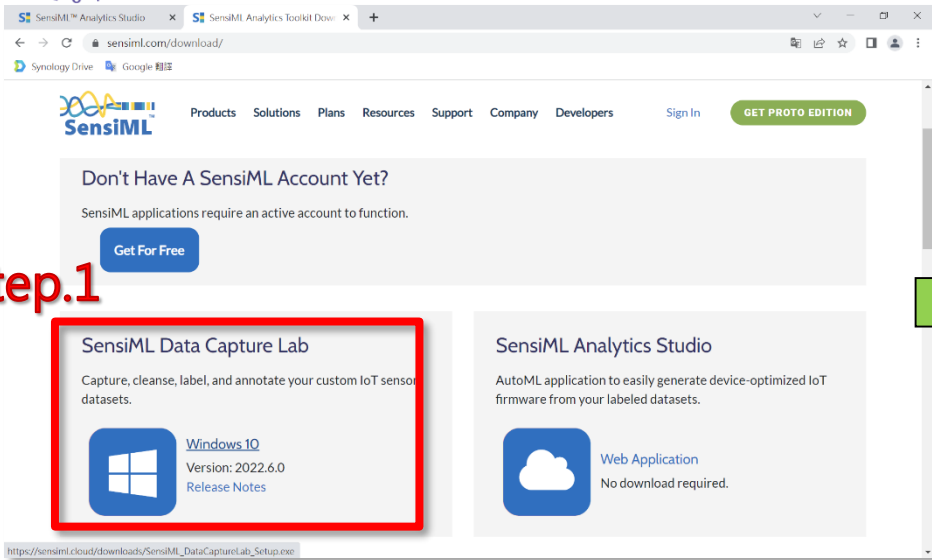 SensiML™ Analytics Studio
SensiML Analytics Toolkit Dow
sensiml.com/download/
Synology Drive
Google 翻譯
SensiML
Products Solutions Plans Resources Support Company Developers Sign In GET PROTO EDITION
Don't Have A SensiML Account Yet?
SensiML applications require an active account to function.
Get For Free
tep.1
SensiML Data Capture Lab
Capture, cleanse, label, and annotate your custom IoT sensor
datasets.
Windows 10
Version: 2022.6.0
Release Notes
SensiML Analytics Studio
AutoML application to easily generate device-optimized IoT
firmware from your labeled datasets.
Web Application
No download required.
https://sensiml.cloud/downloads/SensiML_DataCaptureLab_Setup.exe